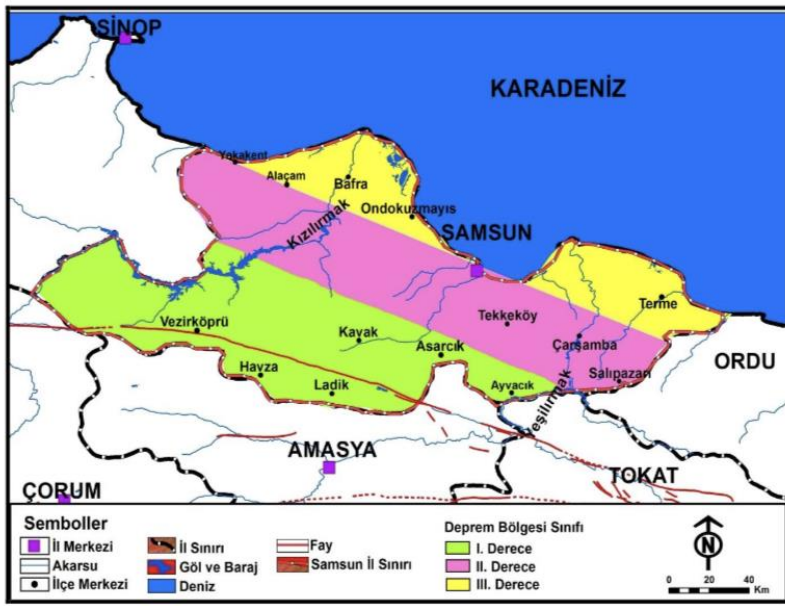 SİNOP
KARADENİZ
Yokakent
Alaçam
Bafra
Ondokuzmayıs
Kızılırmak
SAMSUN
Terme
Vezirköprü
Kavak
Tekkeköy
Çarşamba
Asarcık
ORDU
Havza
Ladik
Ayvacık
Salıpazarı
Yeşilırmak
AMASYA
TOKAT
ÇORUM
Semboller
İl Merkezi
Akarsu
İlçe Merkezi
İl Sınırı
Göl ve Baraj
Deniz
Fay
Samsun İl Sınırı
Deprem Bölgesi Sınıfı
I. Derece
II. Derece
III. Derece
N
0 10 20 40
Km